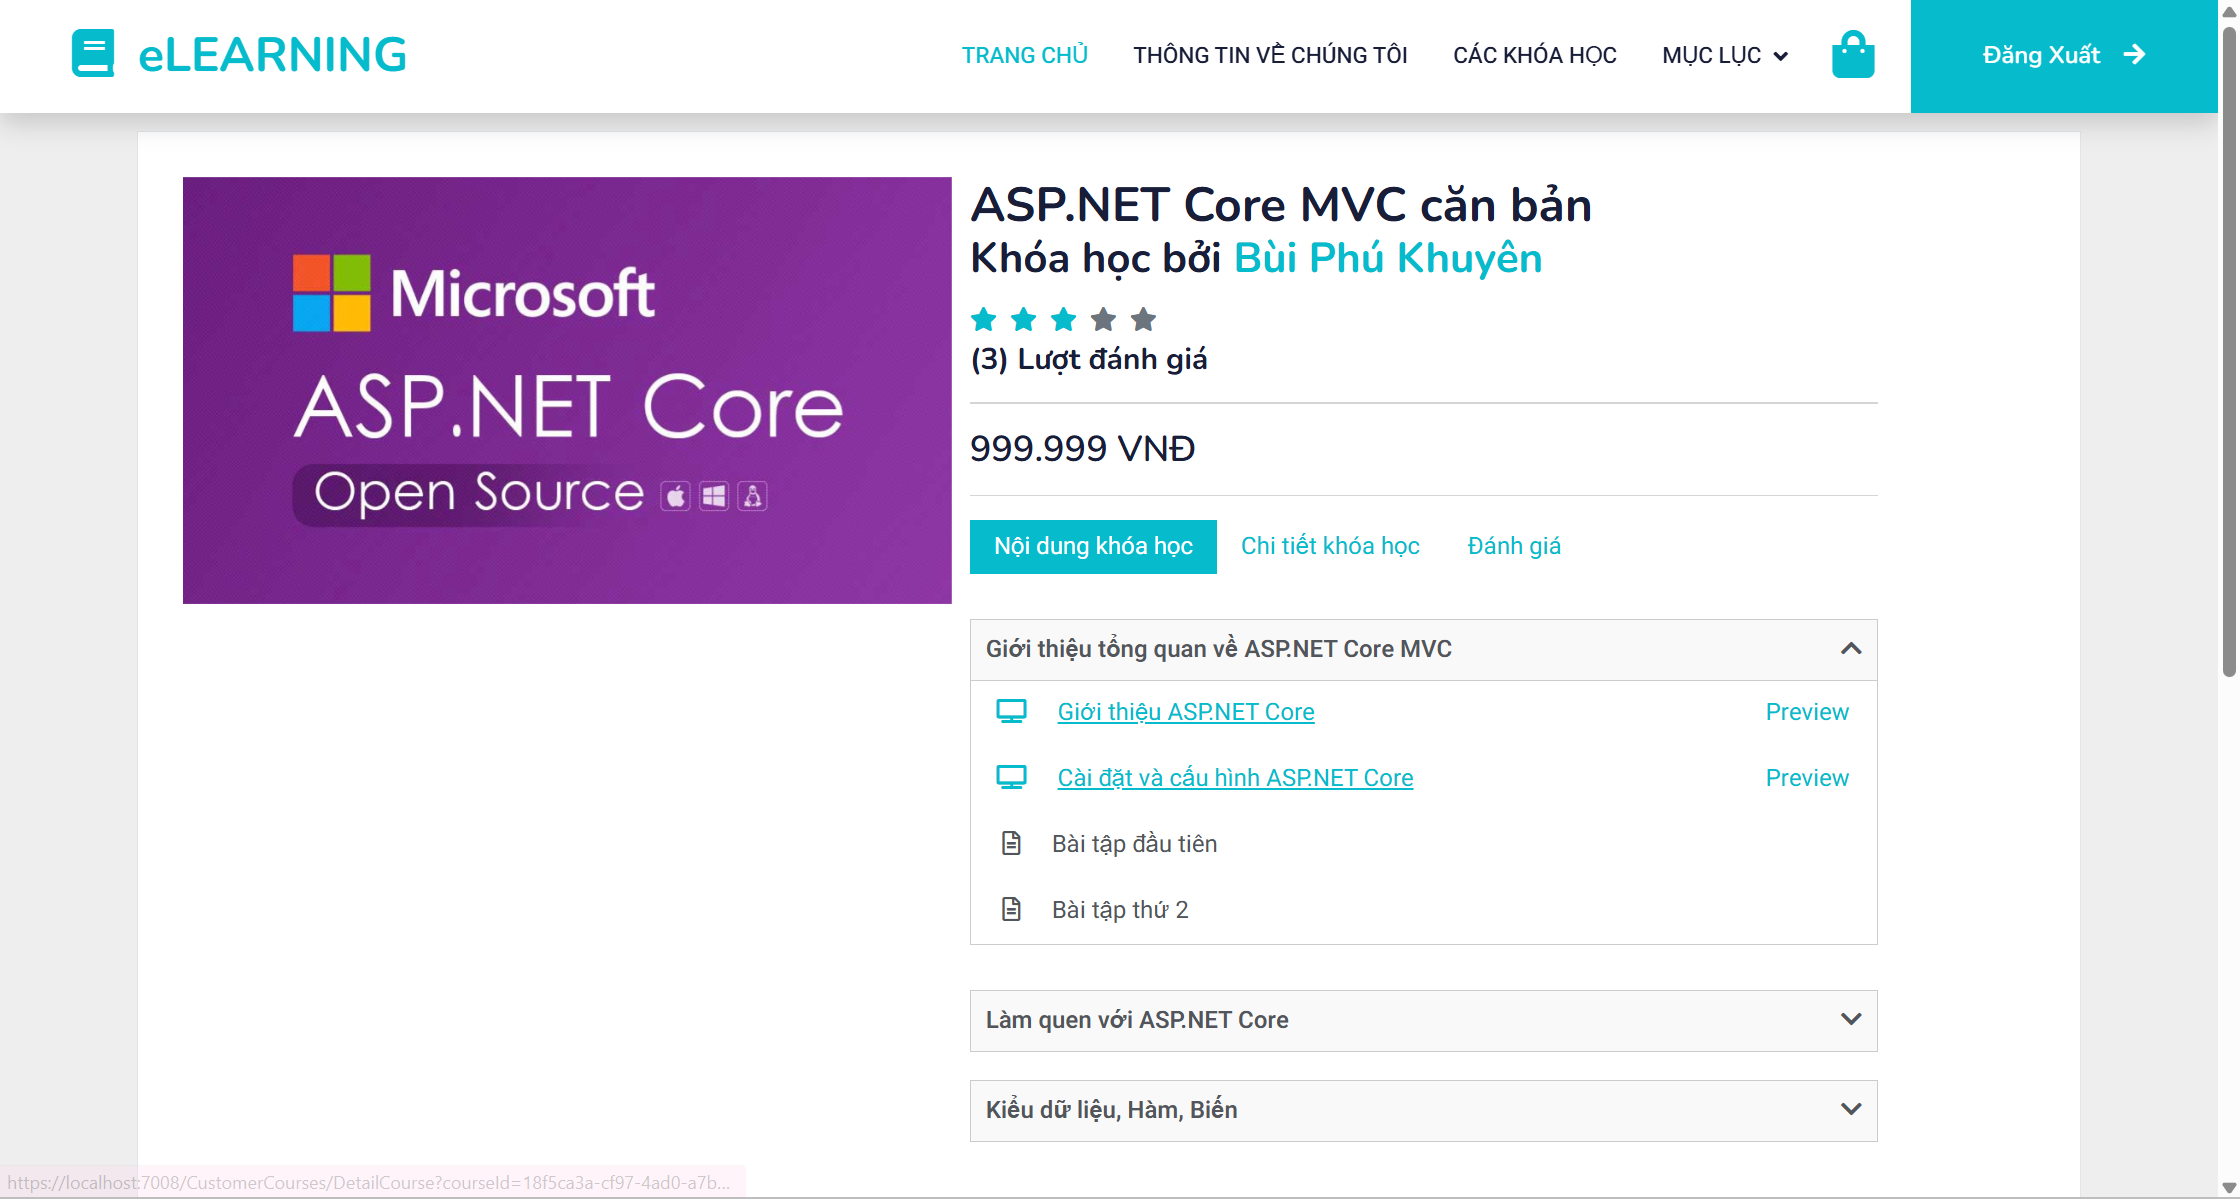 eLEARNING
TRANG CHỦ
THÔNG TIN VỀ CHÚNG TÔI
CÁC KHÓA HỌC
MỤC LỤC
Đăng Xuất
Microsoft
ASP.NET Core
Open Source
ASP.NET Core MVC căn bản
Khóa học bởi Bùi Phú Khuyên
(3) Lượt đánh giá
999.999 VNĐ
Nội dung khóa học
Chi tiết khóa học
Đánh giá
Giới thiệu tổng quan về ASP.NET Core MVC
Giới thiệu ASP.NET Core
Preview
Cài đặt và cấu hình ASP.NET Core
Preview
Bài tập đầu tiên
Bài tập thứ 2
Làm quen với ASP.NET Core
Kiểu dữ liệu, Hàm, Biến
https://localhost:7008/CustomerCourses/DetailCourse?courseId=18f5ca3a-cf97-4ad0-a7b...